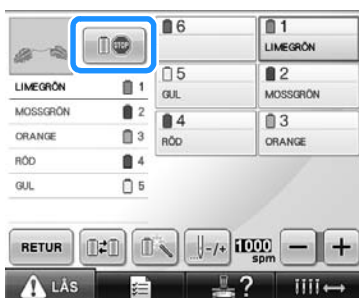 STOP
6
1
LIMEGRÖN
5
GUL
2
MOSSGRÖN
4
RÖD
3
ORANGE
LIMEGRÖN 1
MOSSGRÖN 2
ORANGE 3
RÖD 4
GUL 5
RETUR
-/+
1000 spm
- +
LÅS
?